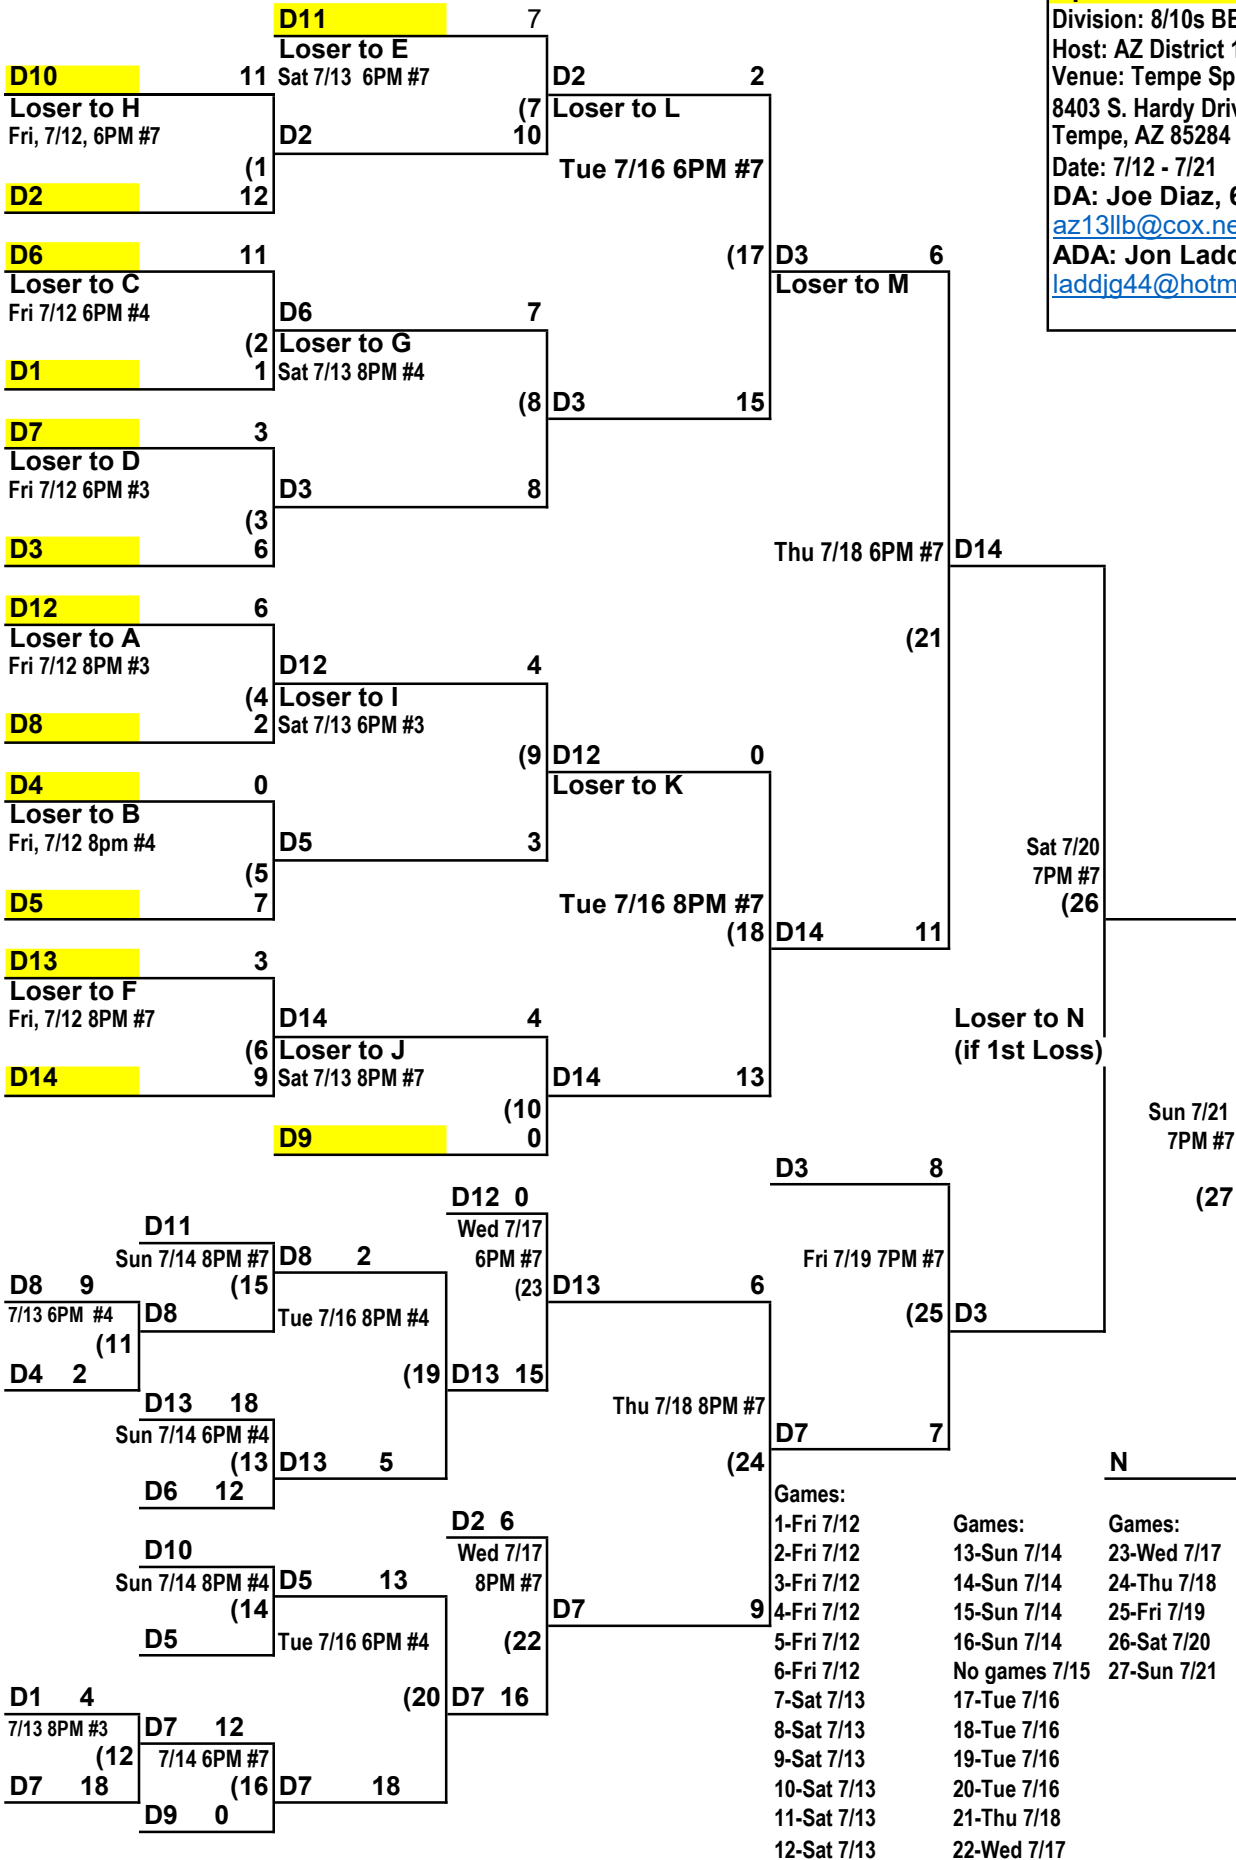 D11 7
Loser to E
Sat 7/13 6PM #7
D10 11
Loser to H
Fri, 7/12, 6PM #7
(1
D2 12
D2 10
(7
D2 2
Loser to L
Tue 7/16 6PM #7
D6 11
Loser to C
Fri 7/12 6PM #4
(2
D1 1
D6 7
Loser to G
Sat 7/13 8PM #4
(8
D3 15
(17
D3 6
Loser to M
D7 3
Loser to D
Fri 7/12 6PM #3
(3
D3 6
D3 8
Thu 7/18 6PM #7
D14
(21
D12 6
Loser to A
Fri 7/12 8PM #3
(4
D8 2
D12 4
Loser to I
Sat 7/13 6PM #3
(9
D12 0
Loser to K
D4 0
Loser to B
Fri, 7/12 8pm #4
(5
D5 7
D5 3
Tue 7/16 8PM #7
(18
D14 11
Sat 7/20
7PM #7
(26
D13 3
Loser to F
Fri, 7/12 8PM #7
(6
D14 9
D14 4
Loser to J
Sat 7/13 8PM #7
(10
D9 0
D14 13
Loser to N
(if 1st Loss)
Sun 7/21
7PM #7
(27
Division: 8/10s
Host: AZ District
Venue: Tempe
8403 S. Hardy
Tempe, AZ 85284
Date: 7/12 - 7/21
DA: Joe Diaz,
az13llb@cox.ne
ADA: Jon
laddjg44@hotm
D3 8
Fri 7/19 7PM #7
(25
D3
D12 0
Wed 7/17
6PM #7
(23
D13 6
D11
Sun 7/14 8PM #7
(15
D8 2
D8 9
7/13 6PM #4
(11
D8
D4 2
Tue 7/16 8PM #4
(19
D13 15
D13 18
Sun 7/14 6PM #4
(13
D13 5
D6 12
Thu 7/18 8PM #7
(24
D7 7
N
D2 6
Wed 7/17
8PM #7
(22
D7 9
D10
Sun 7/14 8PM #4
(14
D5 13
D5
Tue 7/16 6PM #4
(20
D7 16
D1 4
7/13 8PM #3
(12
D7 18
D7 12
7/14 6PM #7
(16
D7 18
D9 0
Games:
1-Fri 7/12
2-Fri 7/12
3-Fri 7/12
4-Fri 7/12
5-Fri 7/12
6-Fri 7/12
7-Sat 7/13
8-Sat 7/13
9-Sat 7/13
10-Sat 7/13
11-Sat 7/13
12-Sat 7/13
Games:
13-Sun 7/14
14-Sun 7/14
15-Sun 7/14
16-Sun 7/14
No games 7/15
17-Tue 7/16
18-Tue 7/16
19-Tue 7/16
20-Tue 7/16
21-Thu 7/18
22-Wed 7/17
Games:
23-Wed 7/17
24-Thu 7/18
25-Fri 7/19
26-Sat 7/20
27-Sun 7/21